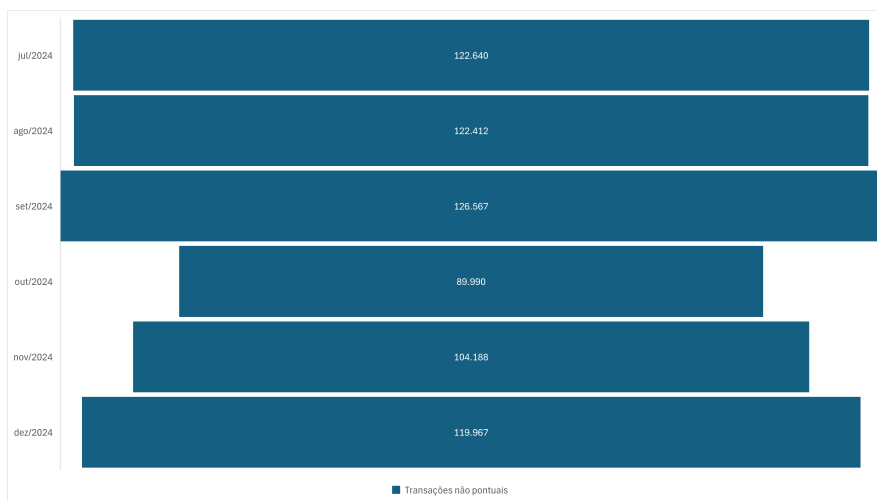 jul/2024
122.640
ago/2024
122.412
set/2024
126.567
out/2024
89.990
nov/2024
104.188
dez/2024
119.967
Transações não pontuais